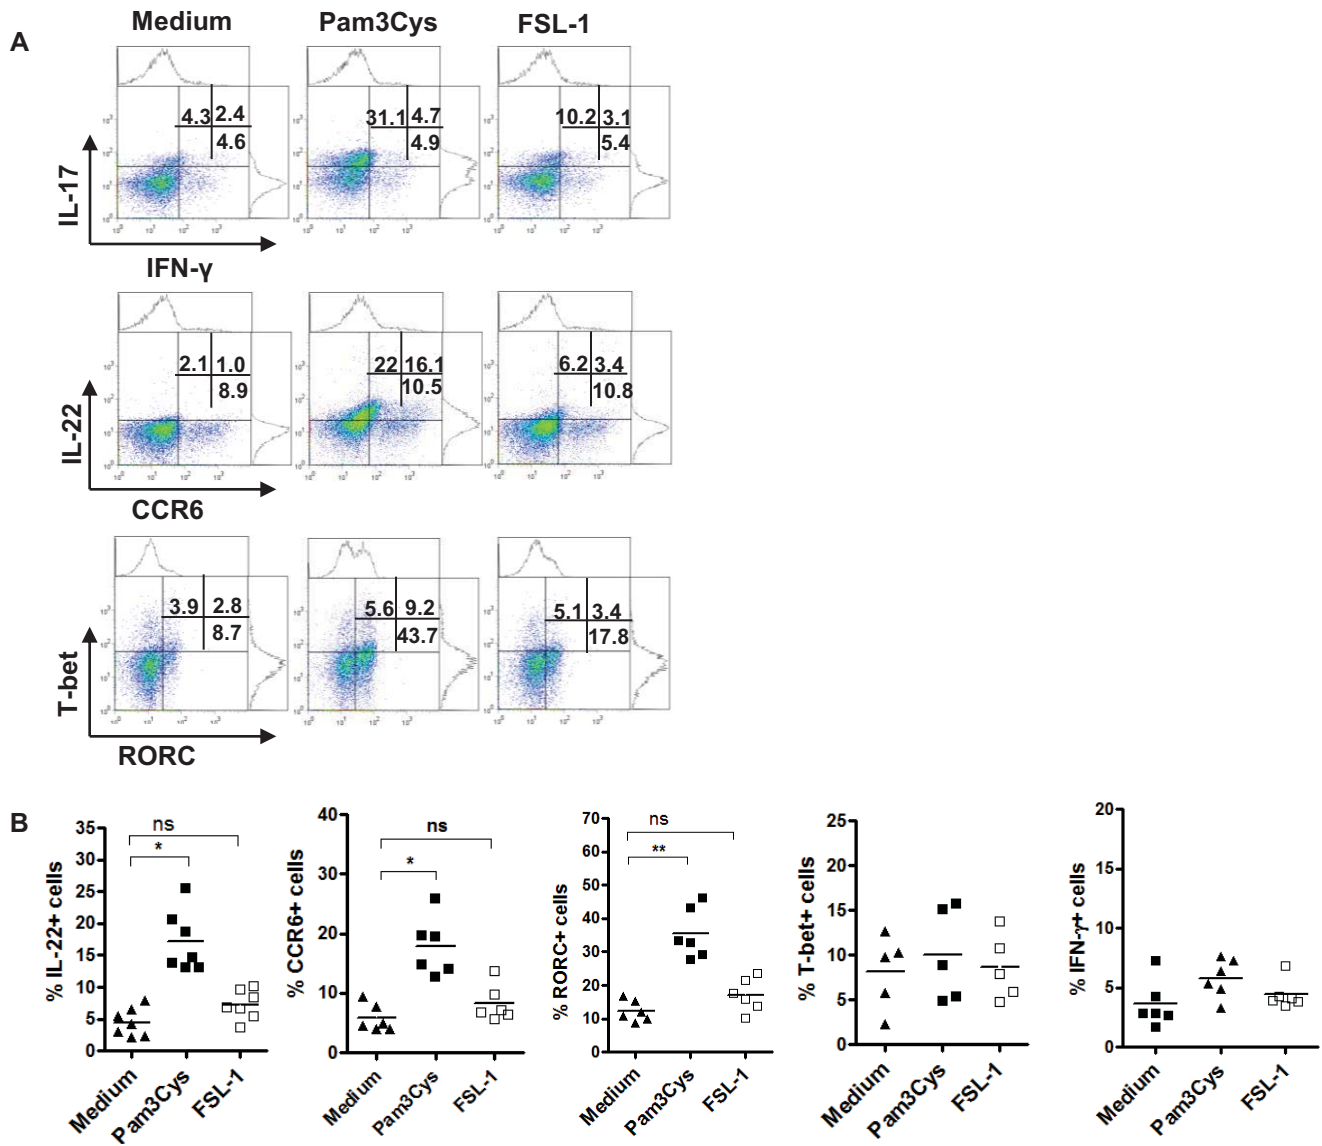 A
Medium Pam3Cys FSL-1
4.3 2.4 31.1 4.7 10.2 3.1
4.6 4.9 5.4
IL-17
IFN-γ
2.1 1.0 22 16.1 6.2 3.4
8.9 10.5 10.8
IL-22
CCR6
3.9 2.8 5.6 9.2 5.1 3.4
8.7 43.7 17.8
T-bet
RORC
B
% IL-22+ cells
35
30
25
20
15
10
5
0
ns
*
Medium Pam3Cys FSL-1
% CCR6+ cells
40
30
20
10
0
ns
*
Medium Pam3Cys FSL-1
% RORC+ cells
70
60
50
40
30
20
10
0
ns
**
Medium Pam3Cys FSL-1
% T-bet+ cells
25
20
15
10
5
0
Medium Pam3Cys FSL-1
% IFN-γ+ cells
20
15
10
5
0
Medium Pam3Cys FSL-1